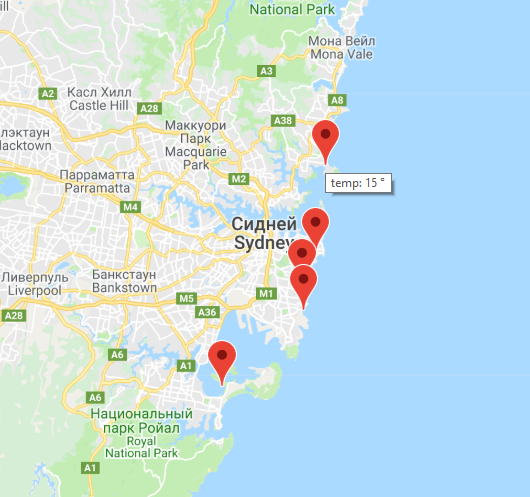 ill
National Park
Мона Вейл
Mona Vale
A3
A2
Касл Хилл
Castle Hill
A28
A8
A38
Маккуори
Парк
Macquarie
Park
лэктаун
lacktown
Парраматта
Parramatta
M2
temp: 15 °
M4
Сидней
Sydney
Ливерпуль
Liverpool
Банкстаун
Bankstown
M5
M1
A28
A36
A6
A1
A6
Национальный
парк Ройал
Royal
National Park
A1